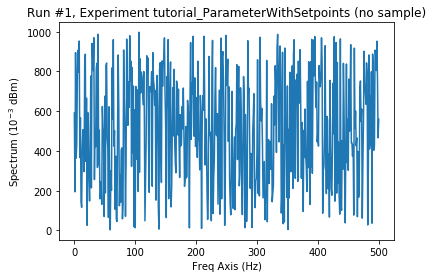 Run #1, Experiment tutorial_ParameterWithSetpoints (no sample)
1000
800
600
400
200
0
Spectrum (10⁻³ dBm)
0 100 200 300 400 500
Freq Axis (Hz)